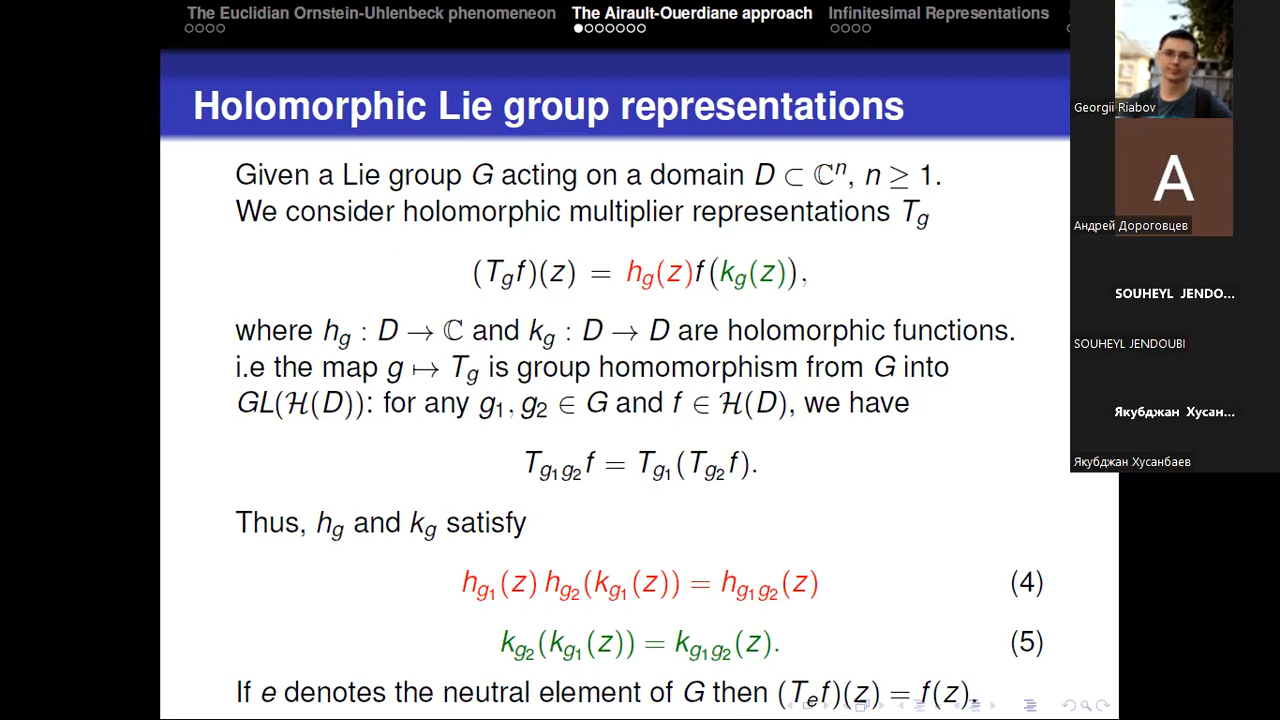 The Euclidian Ornstein-Uhlenbeck phenomeneon The Airault-Ouerdiane approach Infinitesimal Representations
Holomorphic Lie group representations
Given a Lie group G acting on a domain D ⊂ ℂⁿ, n ≥ 1.
We consider holomorphic multiplier representations T_g
(T_g f)(z) = h_g(z)f(k_g(z)),
where h_g : D → ℂ and k_g : D → D are holomorphic functions.
i.e the map g ↦ T_g is group homomorphism from G into
GL(ℋ(D)): for any g₁, g₂ ∈ G and f ∈ ℋ(D), we have
T_{g₁g₂} f = T_{g₁}(T_{g₂} f).
Thus, h_g and k_g satisfy
h_{g₁}(z) h_{g₂}(k_{g₁}(z)) = h_{g₁g₂}(z) (4)
k_{g₂}(k_{g₁}(z)) = k_{g₁g₂}(z). (5)
If e denotes the neutral element of G then (T_e f)(z) = f(z).
Georgii Riabov
A
Андрей Дороговцев
SOUHEYL JENDO...
SOUHEYL JENDOUBI
Якубджан Хусан...
Якубджан Хусанбаев